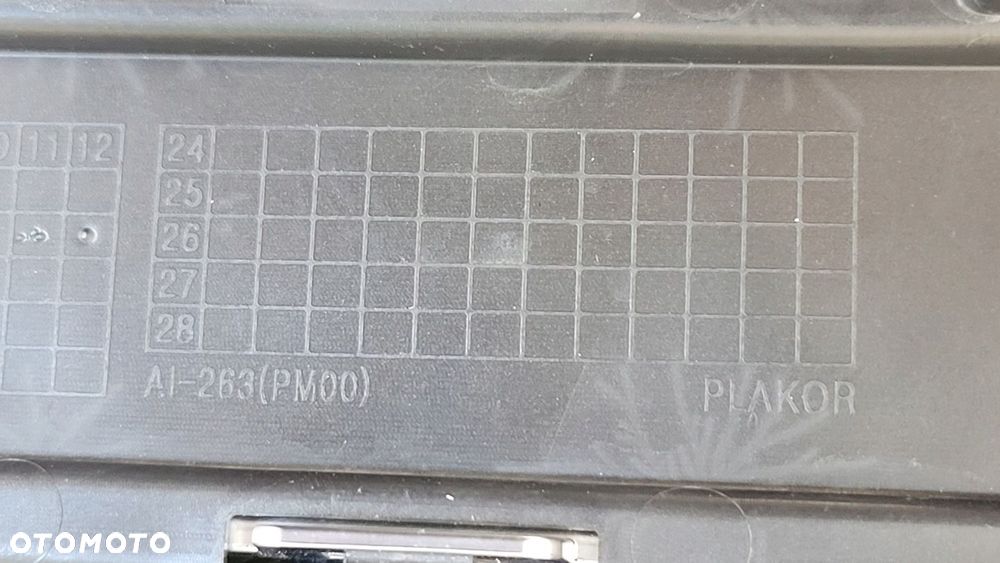 11 12
24
25
26
27
28
AI-263(PM00)
PLAKOR
OTOMOTO